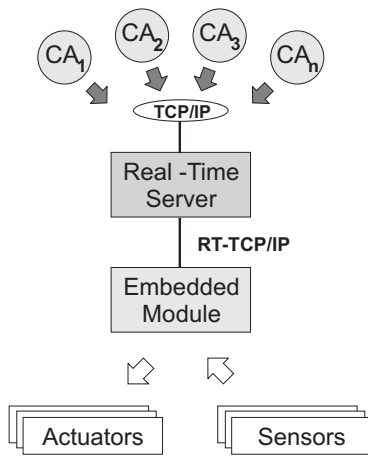 CA1
CA2
CA3
CAn
TCP/IP
Real -Time
Server
RT-TCP/IP
Embedded
Module
Actuators
Sensors